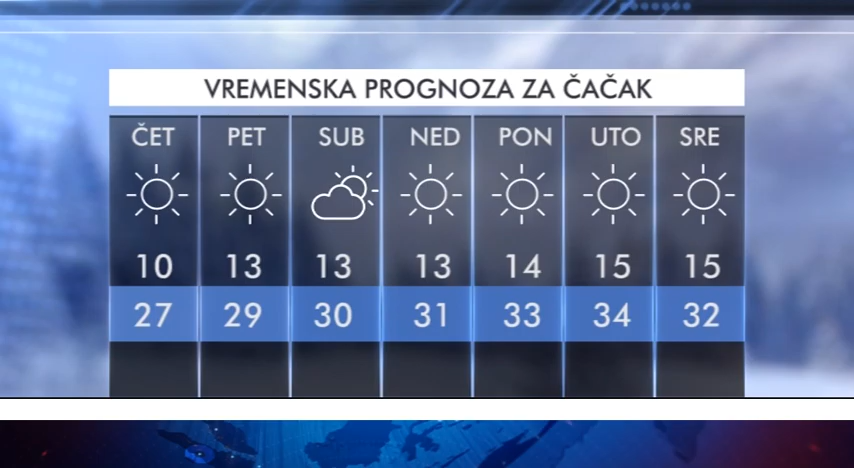 VREMENSKA PROGNOZA ZA ČAČAK
ČET PET SUB NED PON UTO SRE
10 13 13 13 14 15 15
27 29 30 31 33 34 32